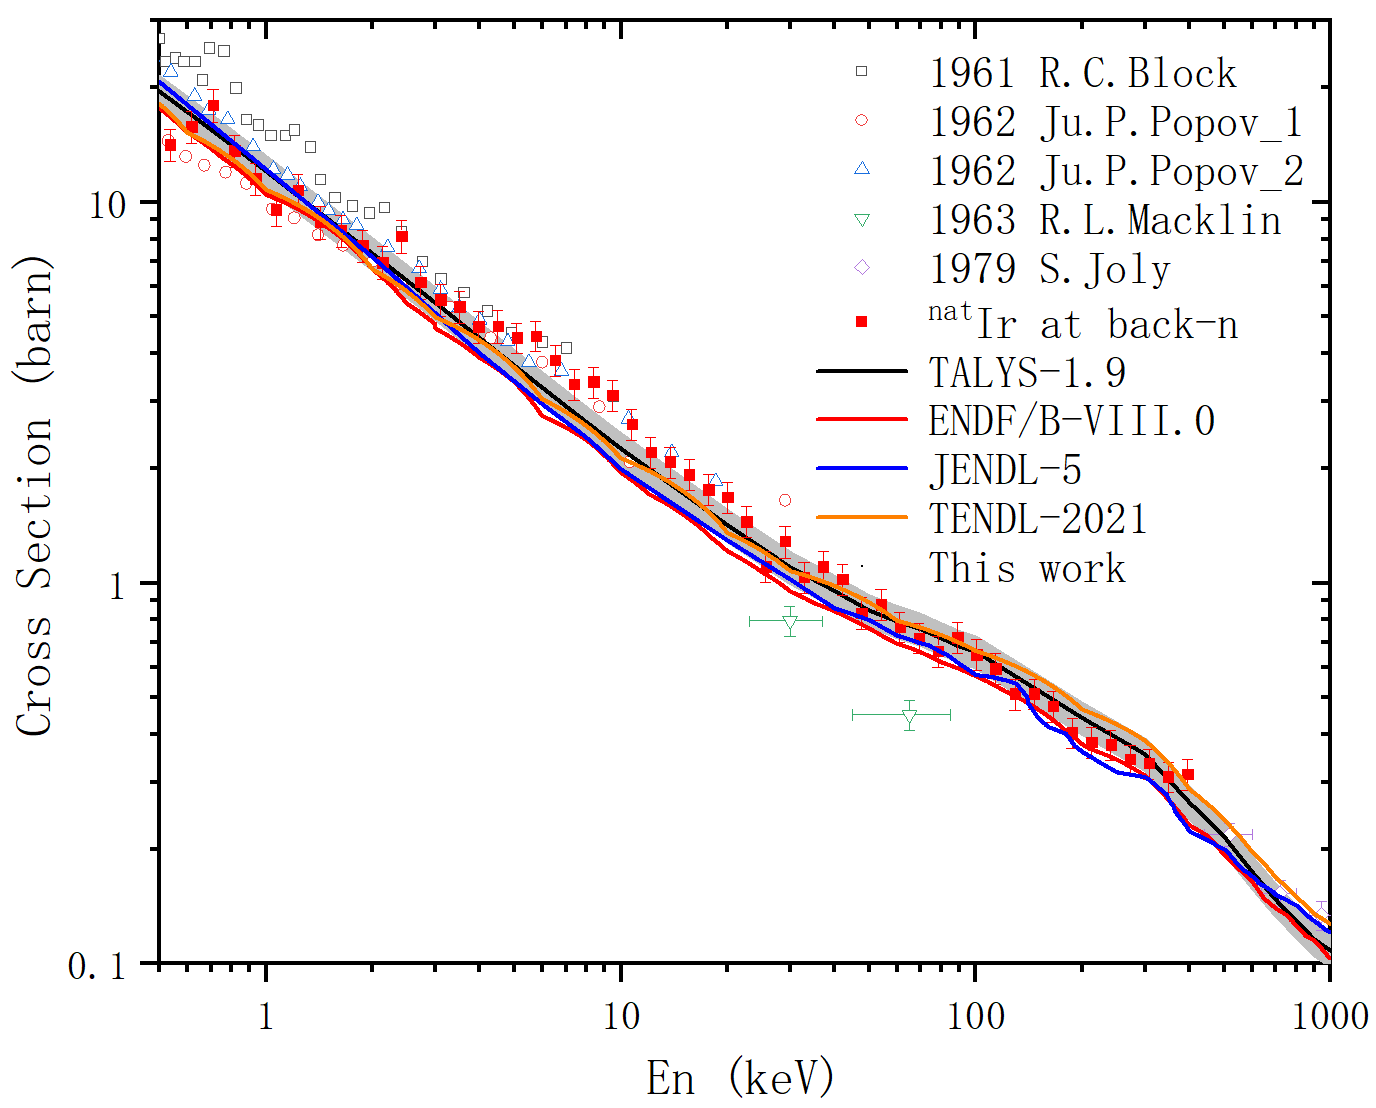 1961 R.C.Block
1962 Ju.P.Popov_1
1962 Ju.P.Popov_2
1963 R.L.Macklin
1979 S.Joly
natIr at back-n
TALYS-1.9
ENDF/B-VIII.0
JENDL-5
TENDL-2021
This work
Cross Section (barn)
10
1
0.1
1
10
100
1000
En (keV)